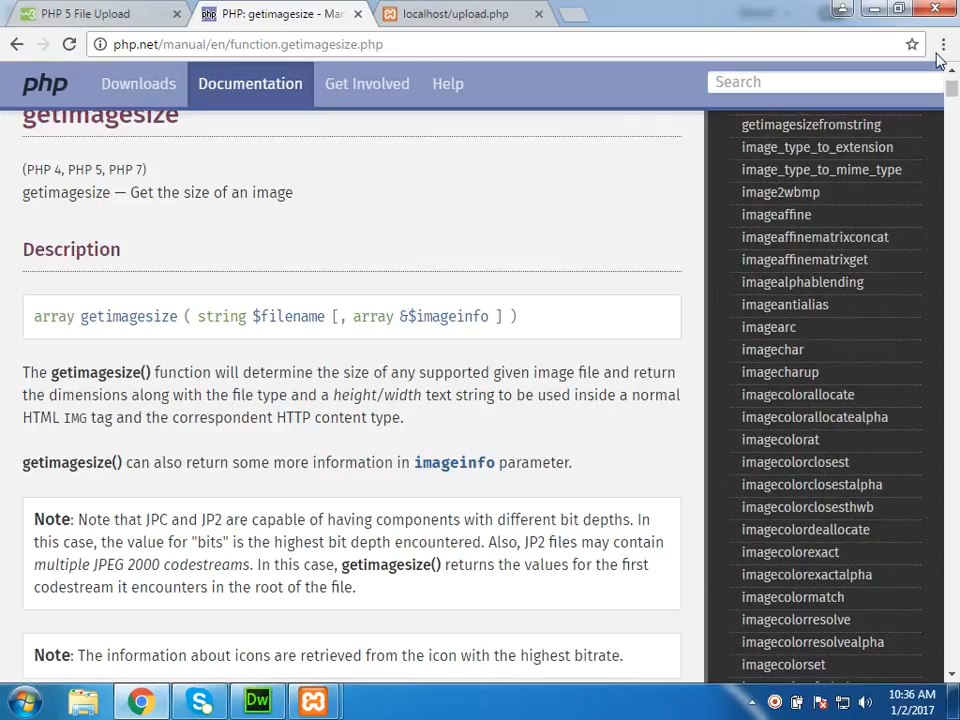 PHP 5 File Upload
PHP: getimagesize - Man
localhost/upload.php
php.net/manual/en/function.getimagesize.php
php
Downloads
Documentation
Get Involved
Help
Search
getimagesize
(PHP 4, PHP 5, PHP 7)
getimagesize — Get the size of an image
Description
array getimagesize ( string $filename [, array &$imageinfo ] )
The getimagesize() function will determine the size of any supported given image file and return
the dimensions along with the file type and a height/width text string to be used inside a normal
HTML IMG tag and the correspondent HTTP content type.
getimagesize() can also return some more information in imageinfo parameter.
Note: Note that JPC and JP2 are capable of having components with different bit depths. In
this case, the value for "bits" is the highest bit depth encountered. Also, JP2 files may contain
multiple JPEG 2000 codestreams. In this case, getimagesize() returns the values for the first
codestream it encounters in the root of the file.
Note: The information about icons are retrieved from the icon with the highest bitrate.
getimagesizefromstring
image_type_to_extension
image_type_to_mime_type
image2wbmp
imageaffine
imageaffinematrixconcat
imageaffinematrixget
imagealphablending
imageantialias
imagearc
imagechar
imagecharup
imagecolorallocate
imagecolorallocatealpha
imagecolorat
imagecolorclosest
imagecolorclosestalpha
imagecolorclosesthwb
imagecolordeallocate
imagecolorexact
imagecolorexactalpha
imagecolormatch
imagecolorresolve
imagecolorresolvealpha
imagecolorset
Dw
10:36 AM
1/2/2017